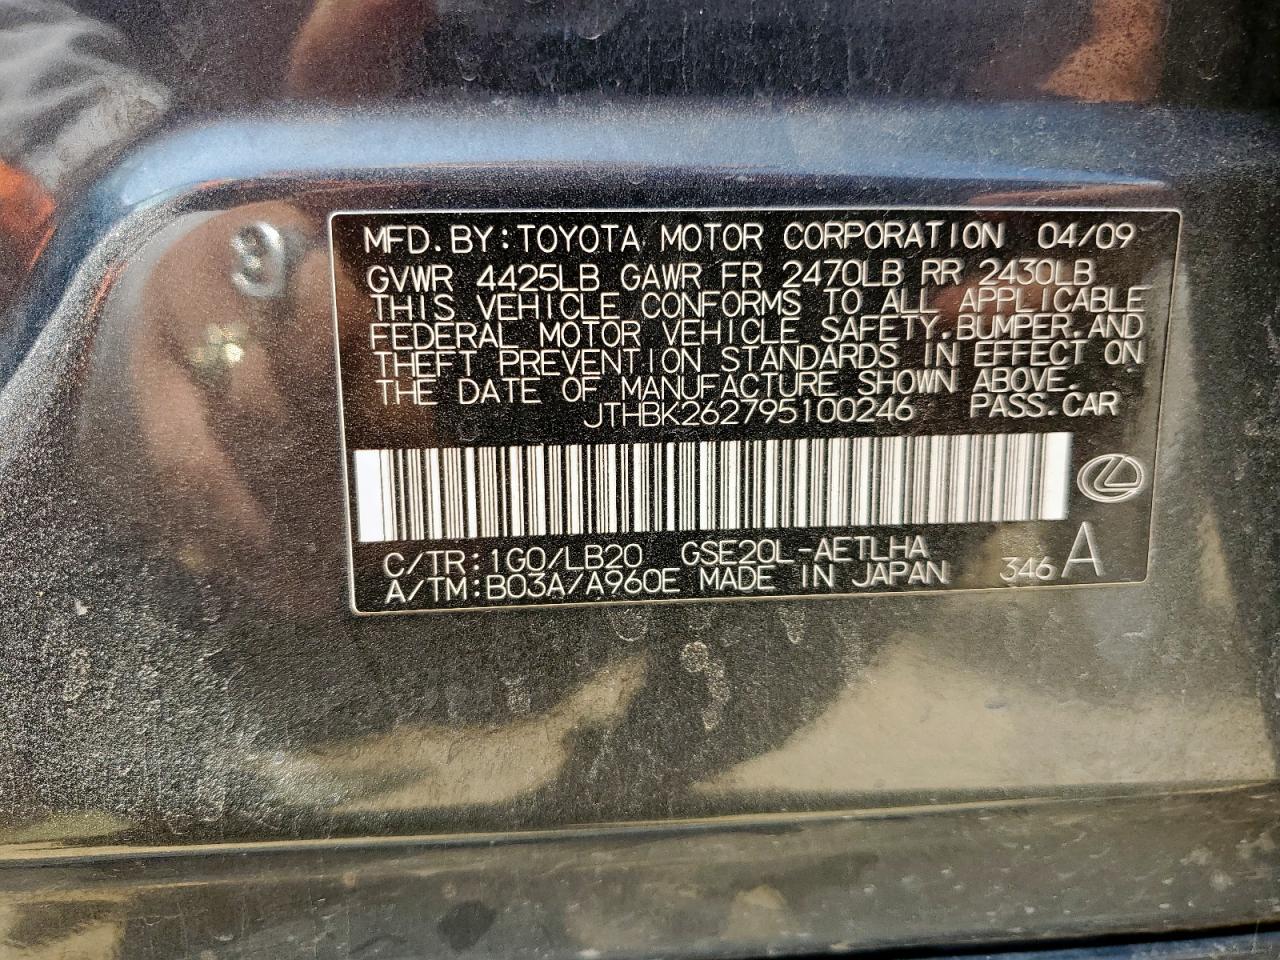 MFD.BY:TOYOTA MOTOR CORPORATION 04/09
GVWR 4425LB GAWR FR 2470LB RR 2430LB
THIS VEHICLE CONFORMS TO ALL APPLICABLE
FEDERAL MOTOR VEHICLE SAFETY,BUMPER,AND
THEFT PREVENTION STANDARDS IN EFFECT ON
THE DATE OF MANUFACTURE SHOWN ABOVE.
JTHBK262795100246 PASS.CAR
C/TR:1G0/LB20 GSE20L-AETLHA
A/TM:B03A/A960E MADE IN JAPAN 346 A